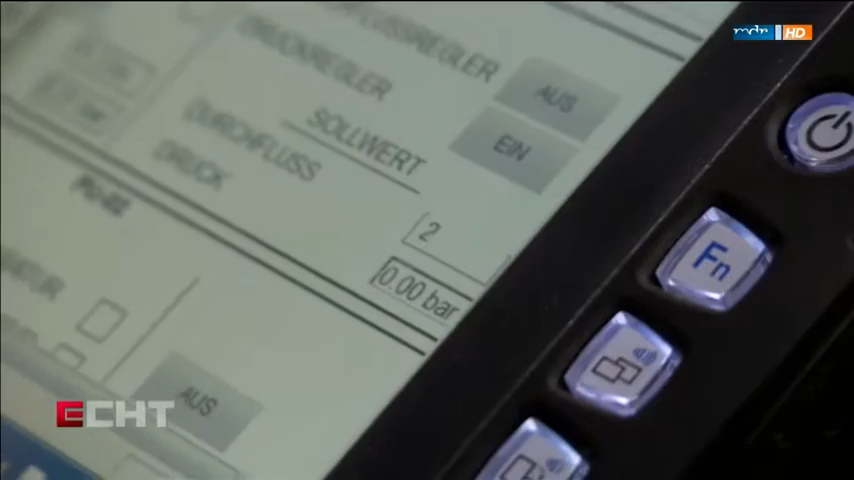 mdr HD
DURCHFLUSSREGLER AUS
DRUCKREGLER EIN
SOLLWERT
DURCHFLUSS 2
DRUCK 0.00 bar
AUS
Fn
ECHT